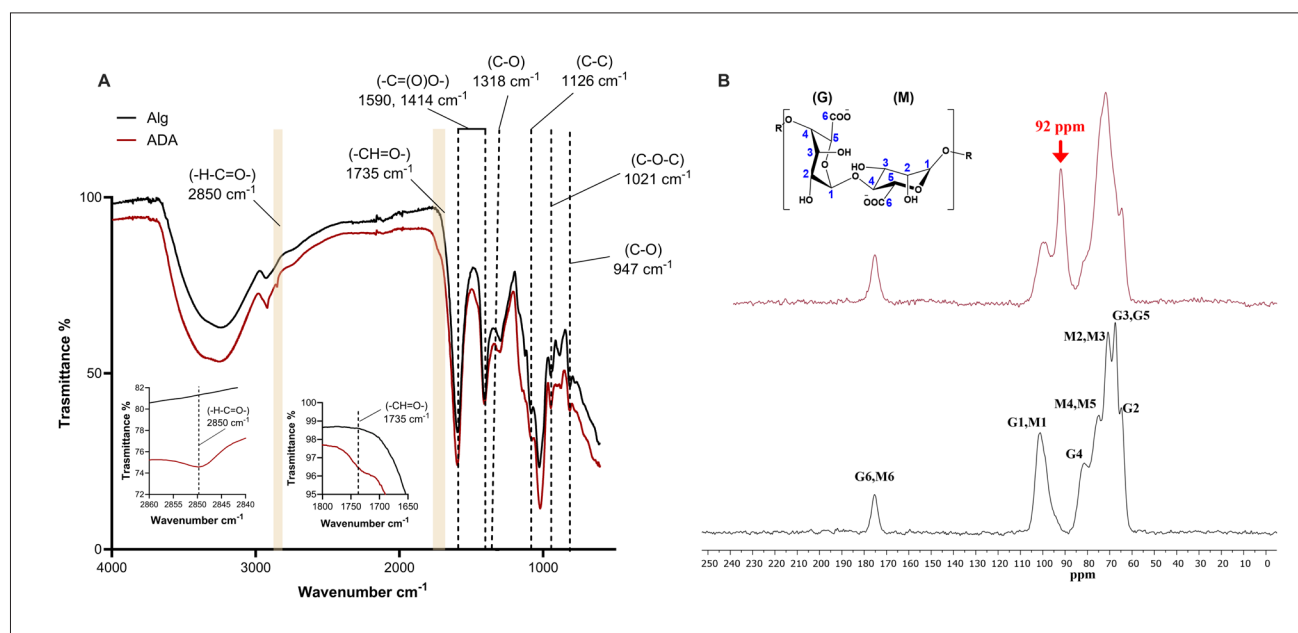 A
Alg
ADA
(-H-C=O-)
2850 cm-1
(-CH=O-)
1735 cm-1
(-C=(O)O-)
1590, 1414 cm-1
(C-O)
1318 cm-1
(C-C)
1126 cm-1
(C-O-C)
1021 cm-1
(C-O)
947 cm-1
Trasmittance %
100
50
0
4000
3000
2000
1000
Wavenumber cm-1
Trasmittance %
82
80
78
76
74
72
(-H-C=O-)
2850 cm-1
2860
2855
2850
2845
2840
Wavenumber cm-1
Trasmittance %
100
99
98
97
96
95
(-CH=O-)
1735 cm-1
1800
1750
1700
1650
Wavenumber cm-1
B
(G)
(M)
R
O
4
6
COO-
5
3
OH
O
2
HO
1
O
HO
3
4
5
2
1
O
-OOC
6
OH
O
R
92 ppm
G6,M6
G1,M1
G4
M4,M5
M2,M3
G3,G5
G2
250 240 230 220 210 200 190 180 170 160 150 140 130 120 110 100 90 80 70 60 50 40 30 20 10 0
ppm